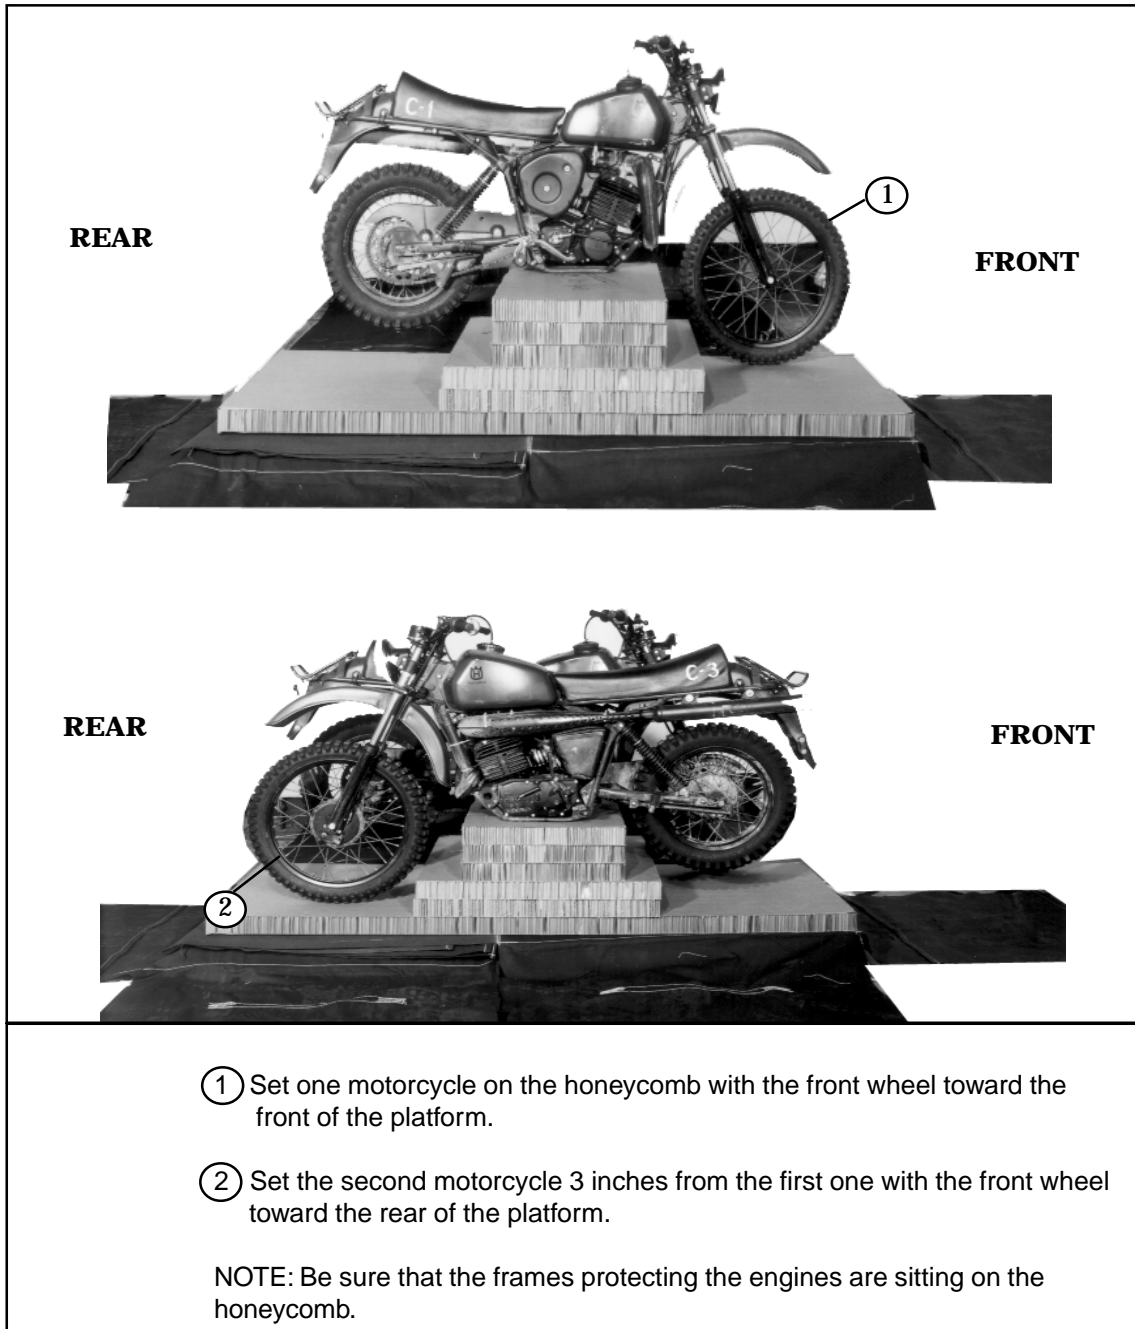 C-1
1
REAR
FRONT
C-3
REAR
FRONT
2
1 Set one motorcycle on the honeycomb with the front wheel toward the
front of the platform.
2 Set the second motorcycle 3 inches from the first one with the front wheel
toward the rear of the platform.
NOTE: Be sure that the frames protecting the engines are sitting on the
honeycomb.